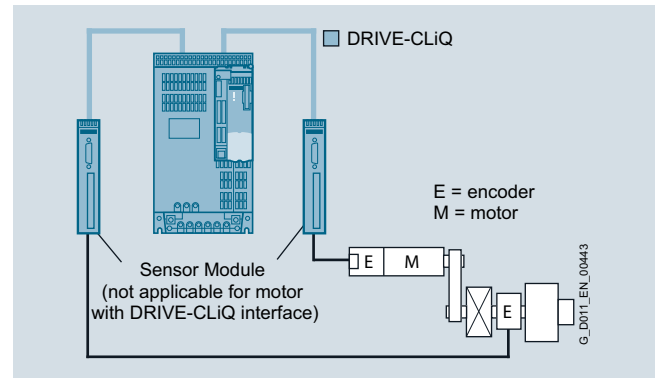 DRIVE-CLiQ
E = encoder
M = motor
Sensor Module
(not applicable for motor
with DRIVE-CLiQ interface)
E M
E
G_D011_EN_00443